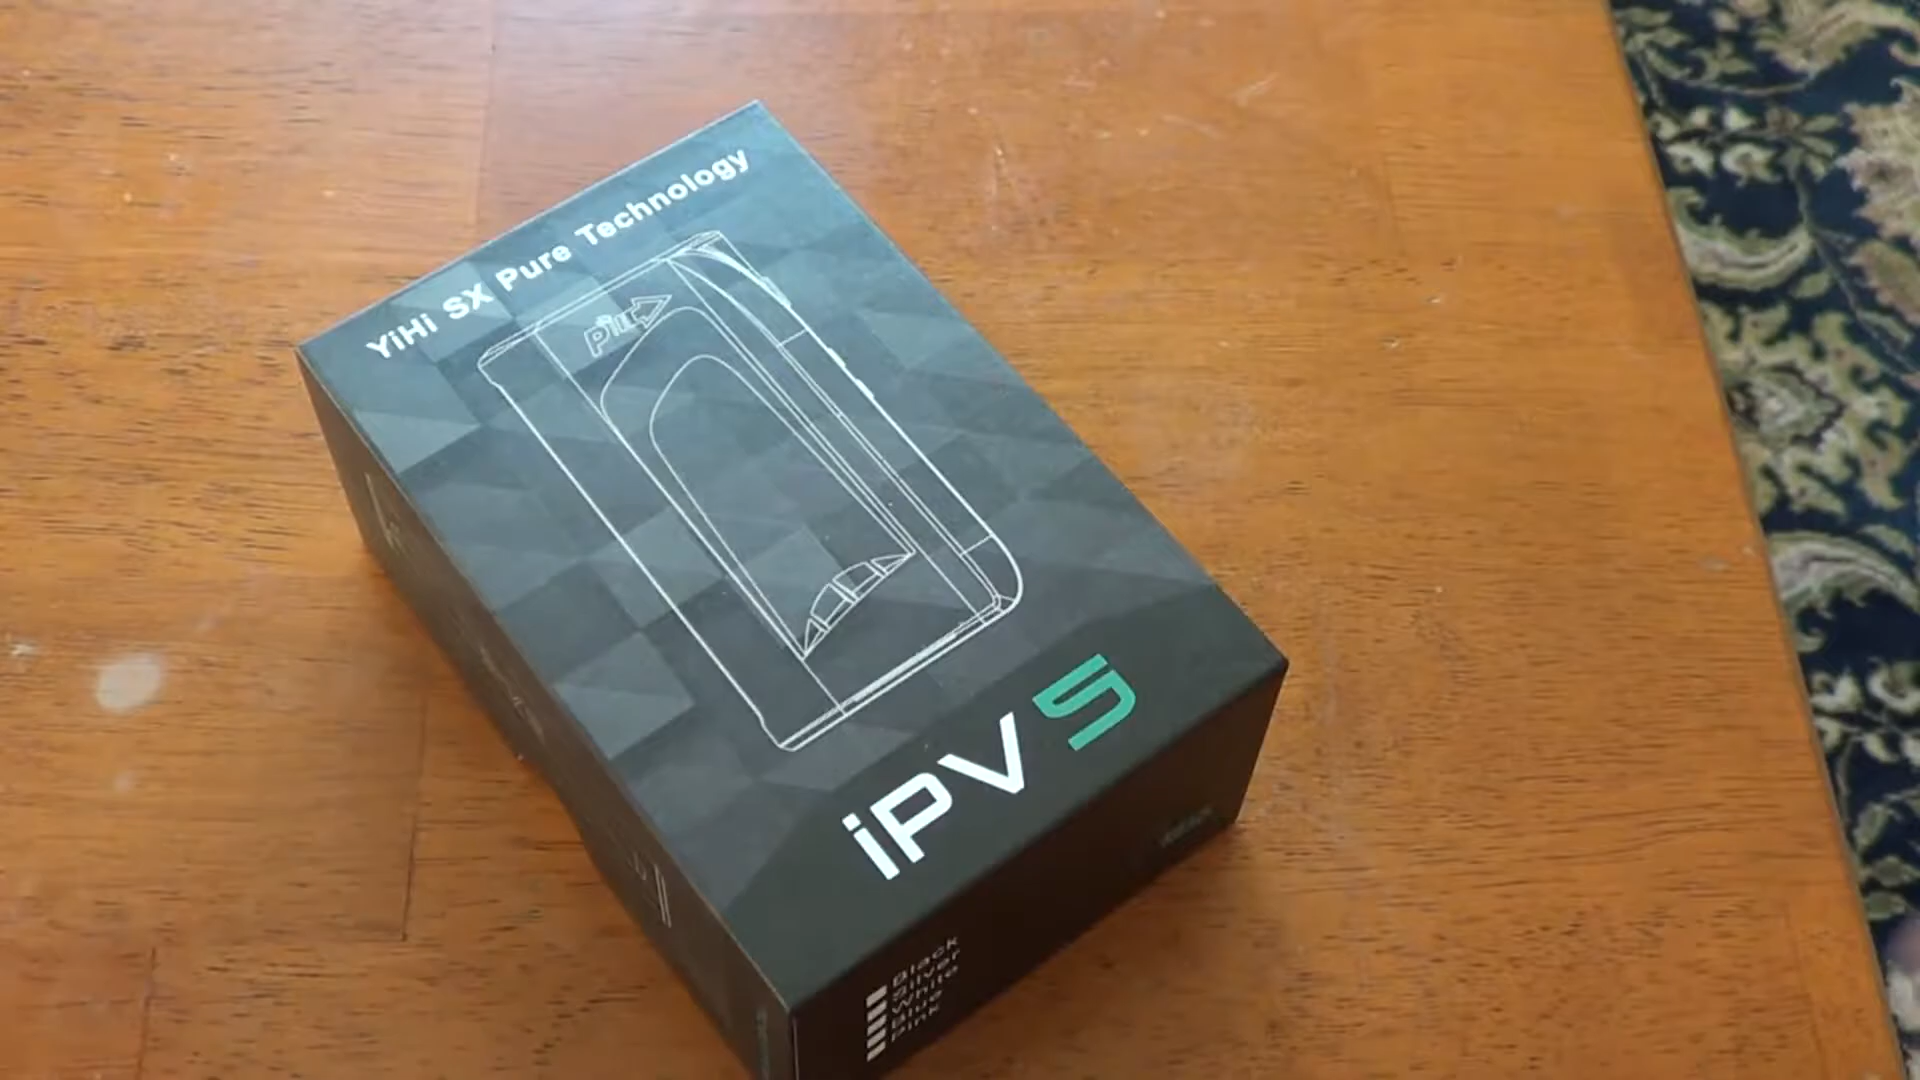 YiHi SX Pure Technology
iPV5
Black
Silver
White
Blue
Pink